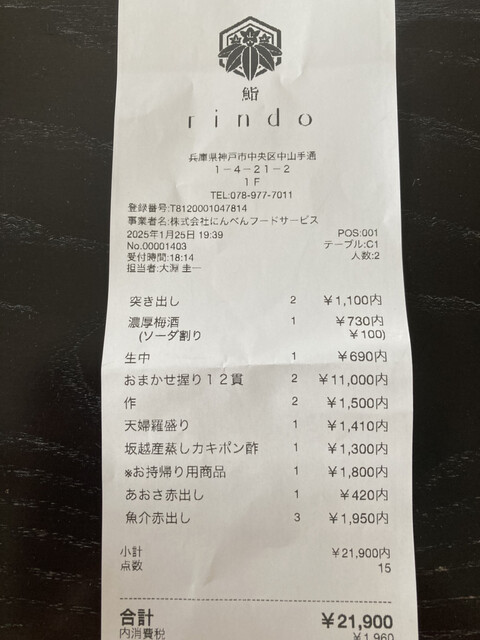 鮨
rindo
兵庫県神戸市中央区中山手通
1-4-21-2
1F
TEL:078-977-7011
登録番号:T8120001047814
事業者名:株式会社にんべんフードサービス
2025年1月25日 19:39 POS:001
No.00001403 テーブル:C1
受付時間:18:14 人数:2
担当者:大淵 圭一
突き出し 2 ¥1,100内
濃厚梅酒 1 ¥730内
(ソーダ割り ¥100)
生中 1 ¥690内
おまかせ握り12貫 2 ¥11,000内
作 2 ¥1,500内
天婦羅盛り 1 ¥1,410内
坂越産蒸しカキポン酢 1 ¥1,300内
※お持帰り用商品 1 ¥1,800内
あおさ赤出し 1 ¥420内
魚介赤出し 3 ¥1,950内
小計 ¥21,900内
点数 15
合計 ¥21,900
内消費税 ¥1,960